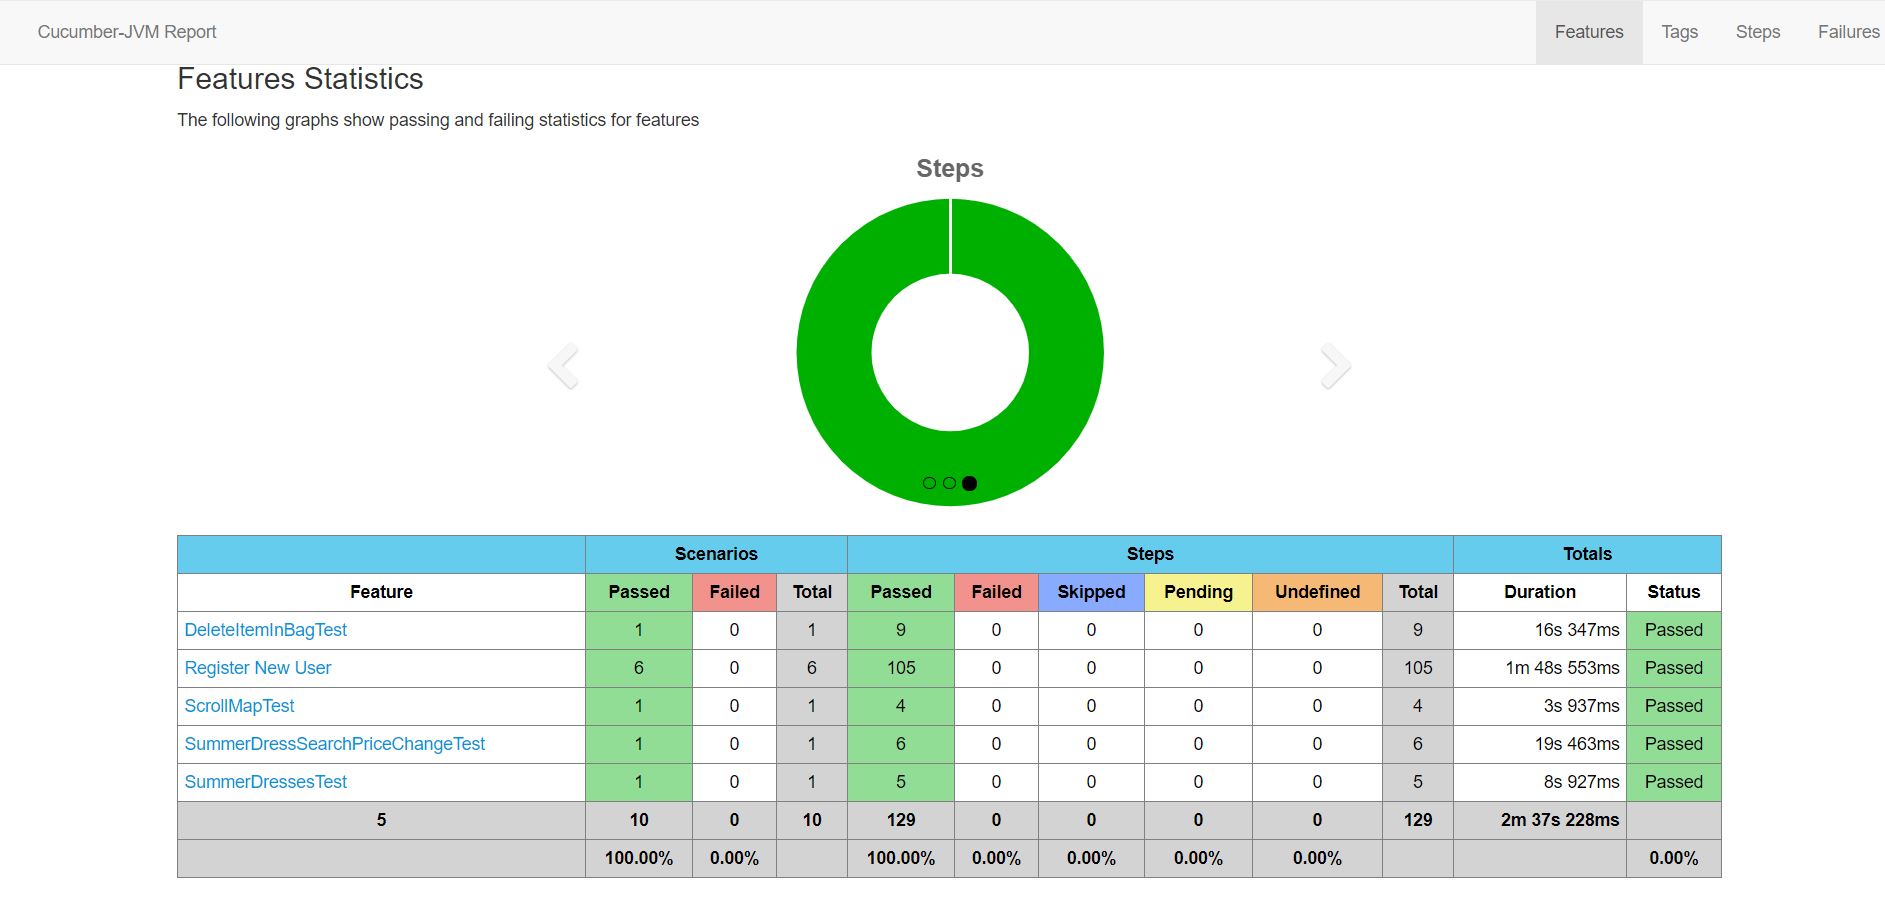 Cucumber-JVM Report Features Tags Steps Failures
Features Statistics
The following graphs show passing and failing statistics for features
Steps
Scenarios Steps Totals
Feature Passed Failed Total Passed Failed Skipped Pending Undefined Total Duration Status
DeleteItemInBagTest 1 0 1 9 0 0 0 0 9 16s 347ms Passed
Register New User 6 0 6 105 0 0 0 0 105 1m 48s 553ms Passed
ScrollMapTest 1 0 1 4 0 0 0 0 4 3s 937ms Passed
SummerDressSearchPriceChangeTest 1 0 1 6 0 0 0 0 6 19s 463ms Passed
SummerDressesTest 1 0 1 5 0 0 0 0 5 8s 927ms Passed
5 10 0 10 129 0 0 0 0 129 2m 37s 228ms
100.00% 0.00% 100.00% 0.00% 0.00% 0.00% 0.00% 0.00%